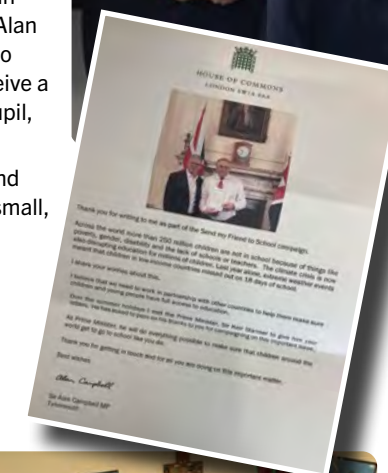 Alan
o
eive a
upil,
nd
small,
HOUSE OF COMMONS
LONDON SW1A 0AA
Thank you for writing to me as part of the Send my Friend to School campaign.
Across the world more than 250 million children are not in school because of things like
poverty, gender, disability and the lack of schools or teachers. The climate crisis is now
also disrupting education for millions of children. Last year alone, extreme weather events
meant that children in low-income countries missed out on 18 days of school.
I share your worries about this.
I believe that we need to work in partnership with other countries to help them make sure
children and young people have full access to education.
Over the summer holidays I met the Prime Minister, Sir Keir Starmer to give him your
letters. He has asked to pass on his thanks to you for campaigning on this important issue.
As Prime Minister, he will do everything possible to make sure that children around the
world get to go to school like you do.
Thank you for getting in touch and for all you are doing on this important matter.
Best wishes
Alan Campbell
Sir Alan Campbell MP
Tynemouth